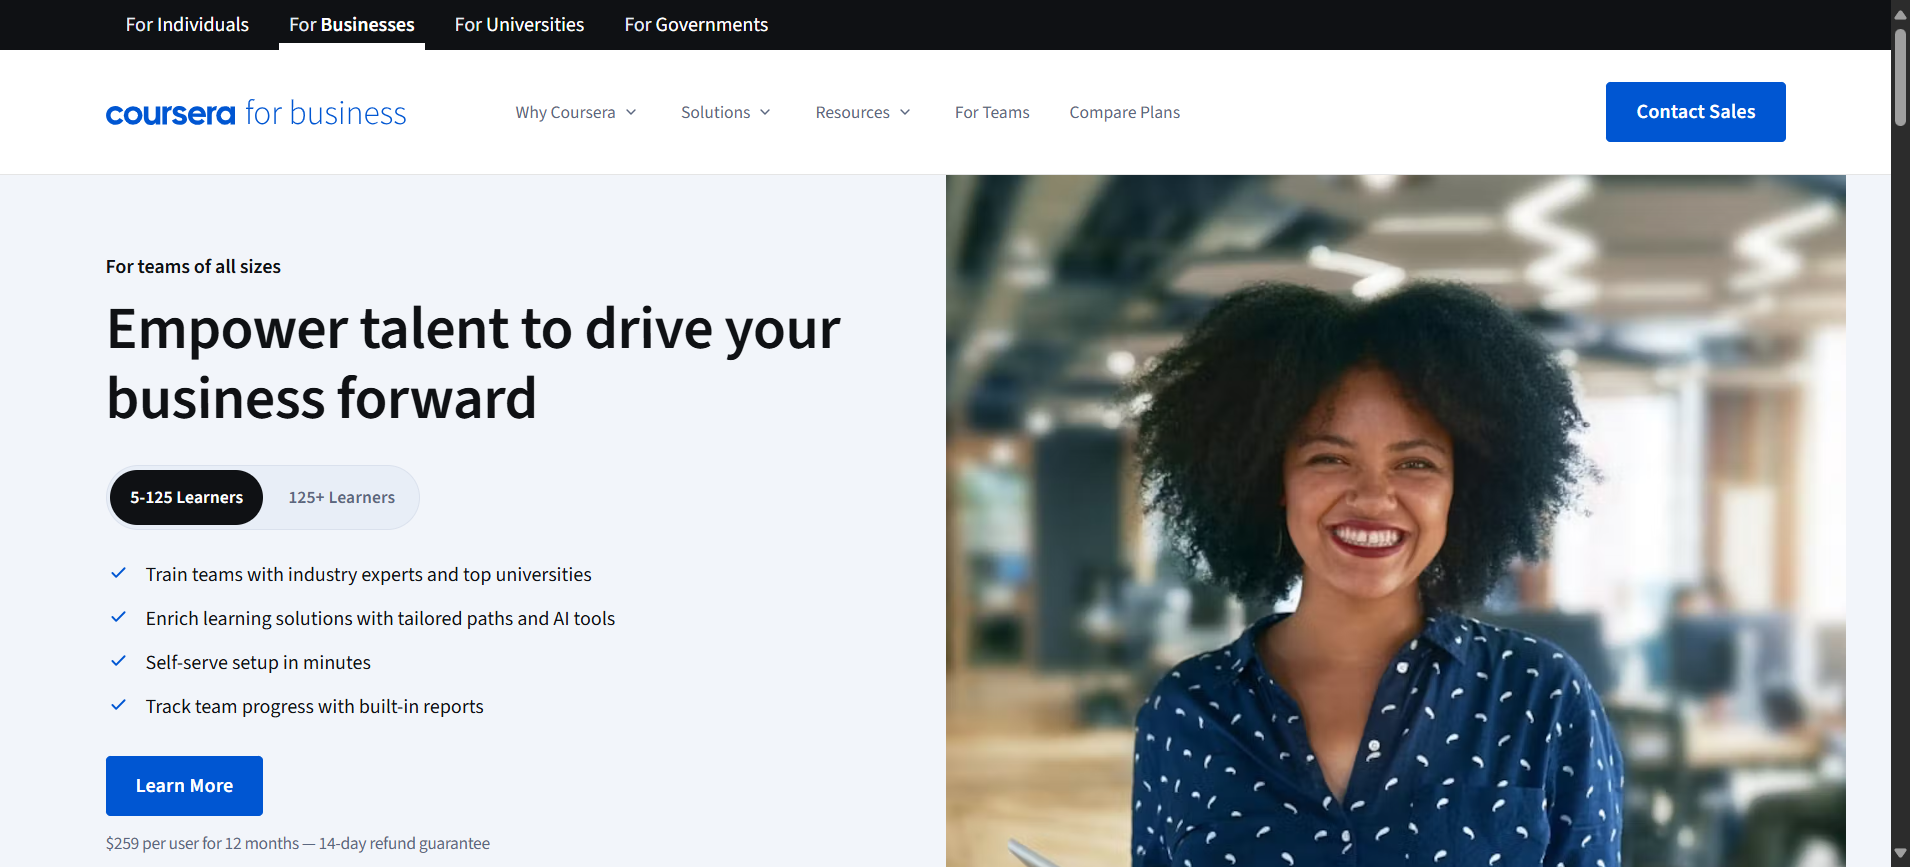 For Individuals
For Businesses
For Universities
For Governments
coursera for business
Why Coursera
Solutions
Resources
For Teams
Compare Plans
Contact Sales
For teams of all sizes
Empower talent to drive your
business forward
5-125 Learners
125+ Learners
Train teams with industry experts and top universities
Enrich learning solutions with tailored paths and AI tools
Self-serve setup in minutes
Track team progress with built-in reports
Learn More
$259 per user for 12 months — 14-day refund guarantee